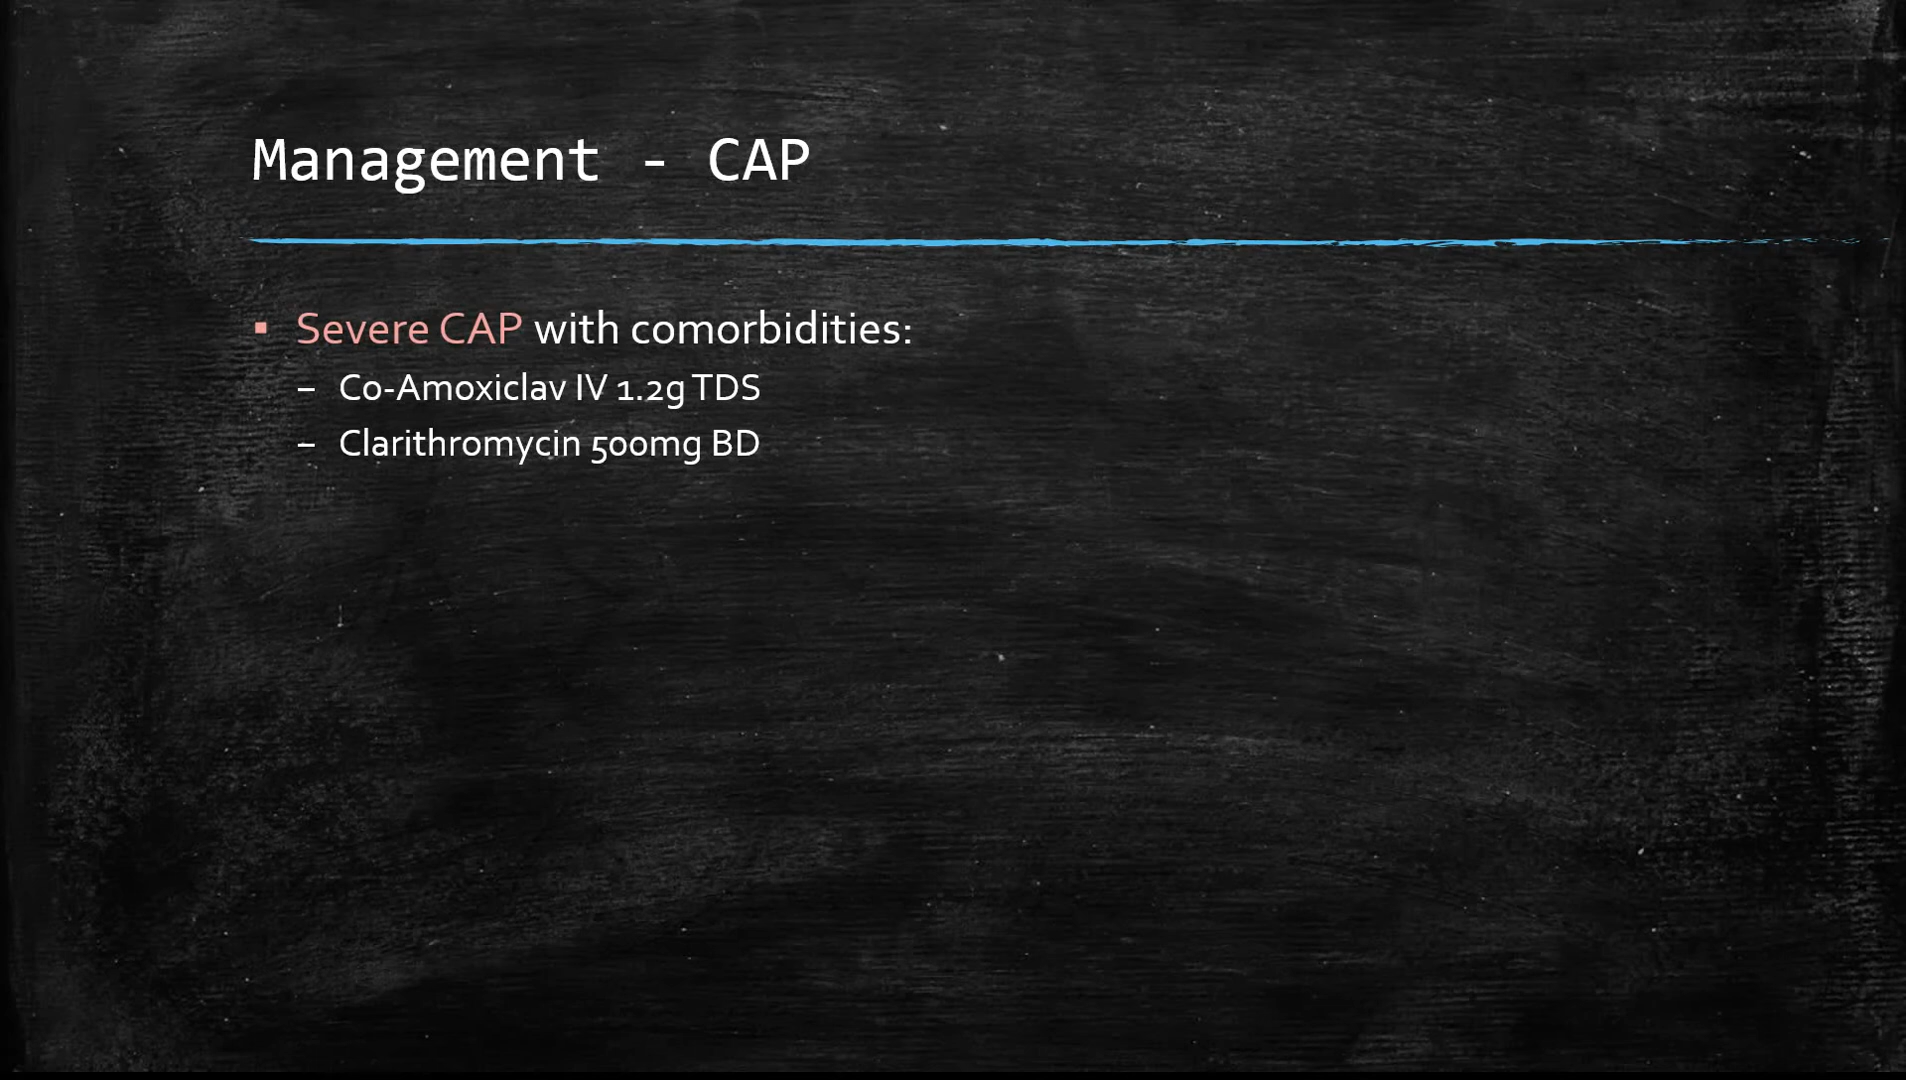 Management - CAP
▪ Severe CAP with comorbidities:
– Co-Amoxiclav IV 1.2g TDS
– Clarithromycin 500mg BD